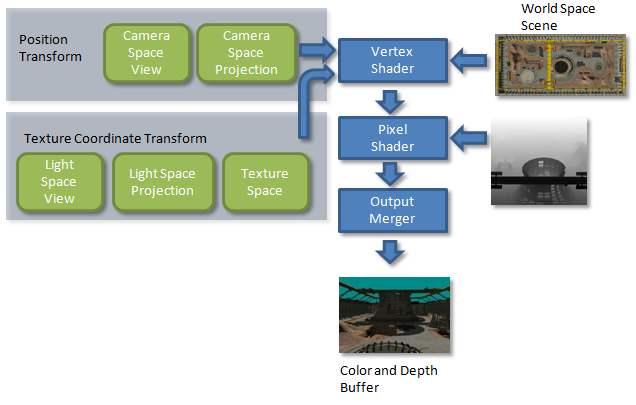 Position
Transform
Camera
Space
View
Camera
Space
Projection
Vertex
Shader
World Space
Scene
Texture Coordinate Transform
Light
Space
View
Light Space
Projection
Texture
Space
Pixel
Shader
Output
Merger
Color and Depth
Buffer